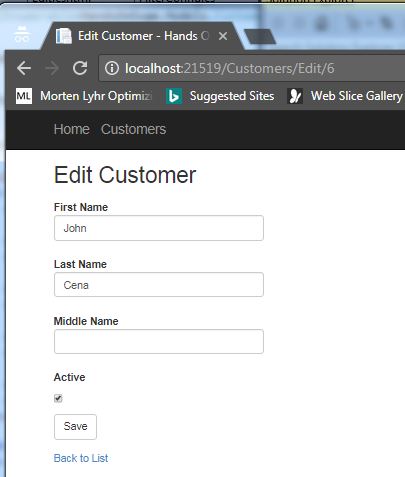 Edit Customer - Hands O
localhost:21519/Customers/Edit/6
ML Morten Lyhr Optimizi Suggested Sites Web Slice Gallery
Home Customers
Edit Customer
First Name
John
Last Name
Cena
Middle Name
Active
Save
Back to List